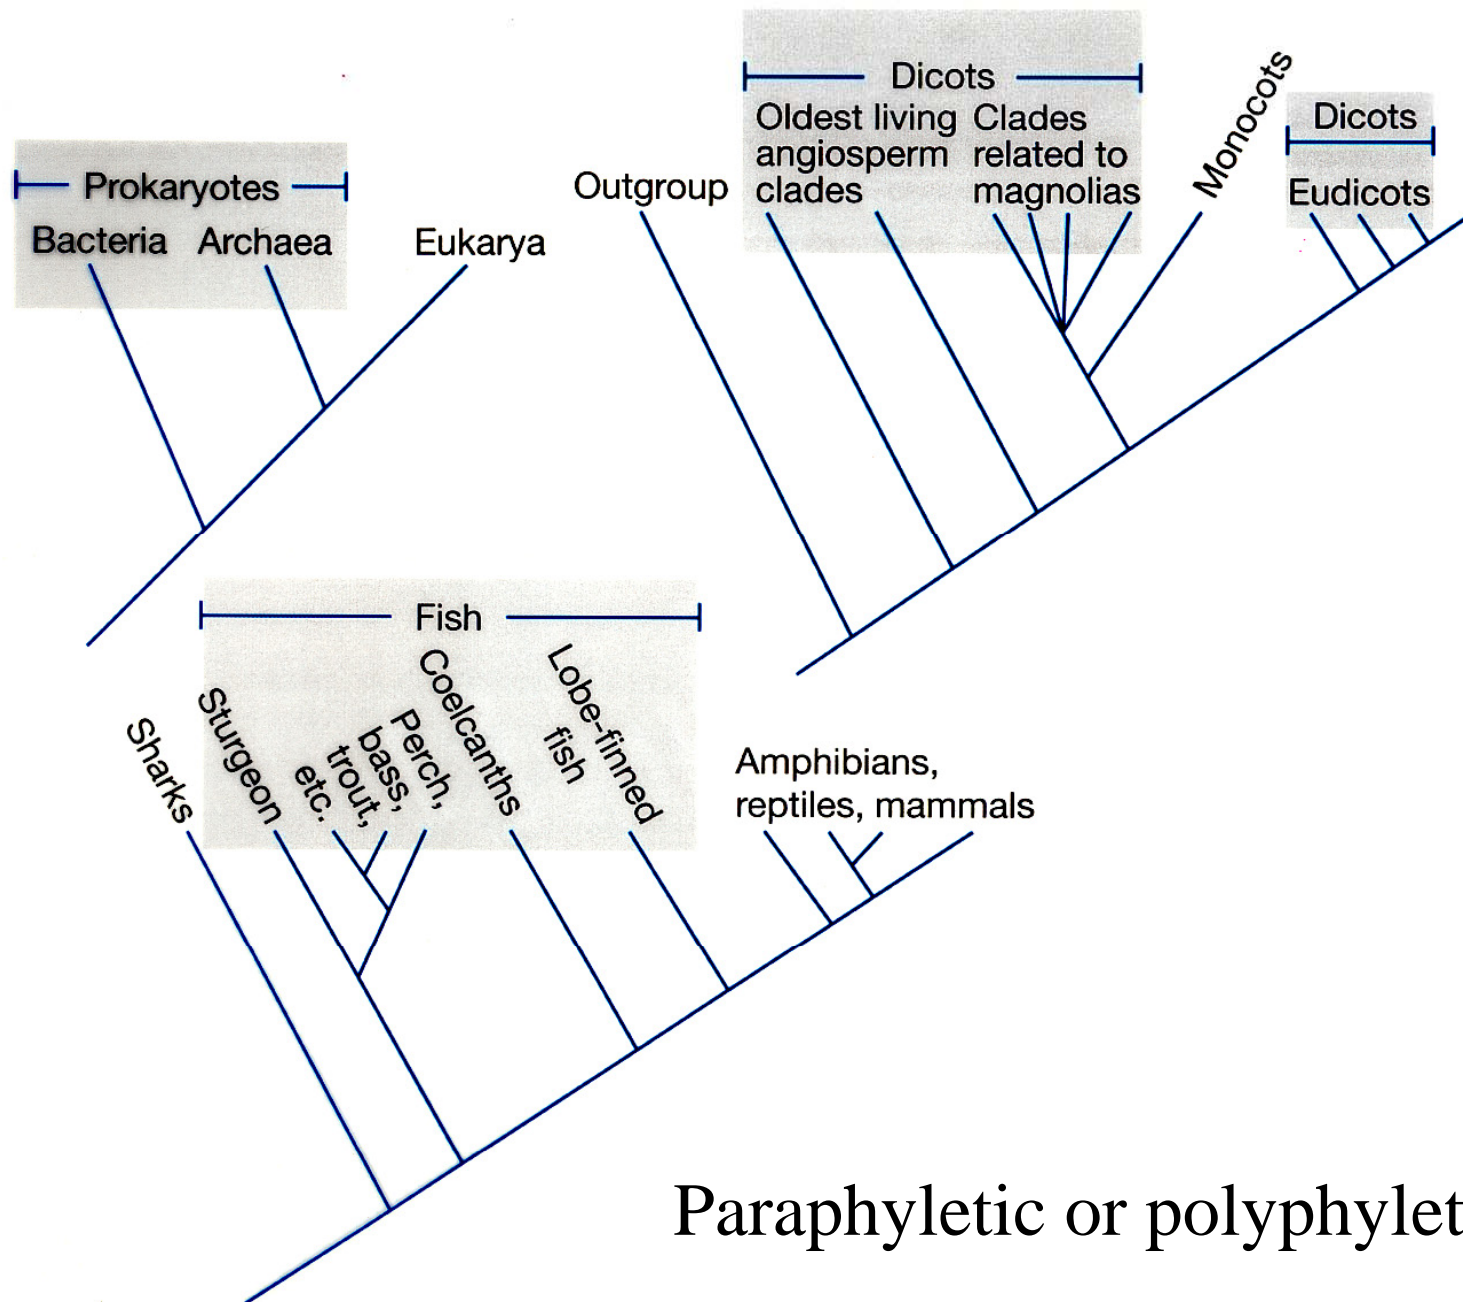 Prokaryotes
Bacteria Archaea
Eukarya
Outgroup
Dicots
Oldest living
angiosperm
clades
Clades
related to
magnolias
Monocots
Dicots
Eudicots
Fish
Sharks
Sturgeon
Perch,
bass,
trout,
etc.
Coelcanths
Lobe-finned
fish
Amphibians,
reptiles, mammals
Paraphyletic or polyphylet